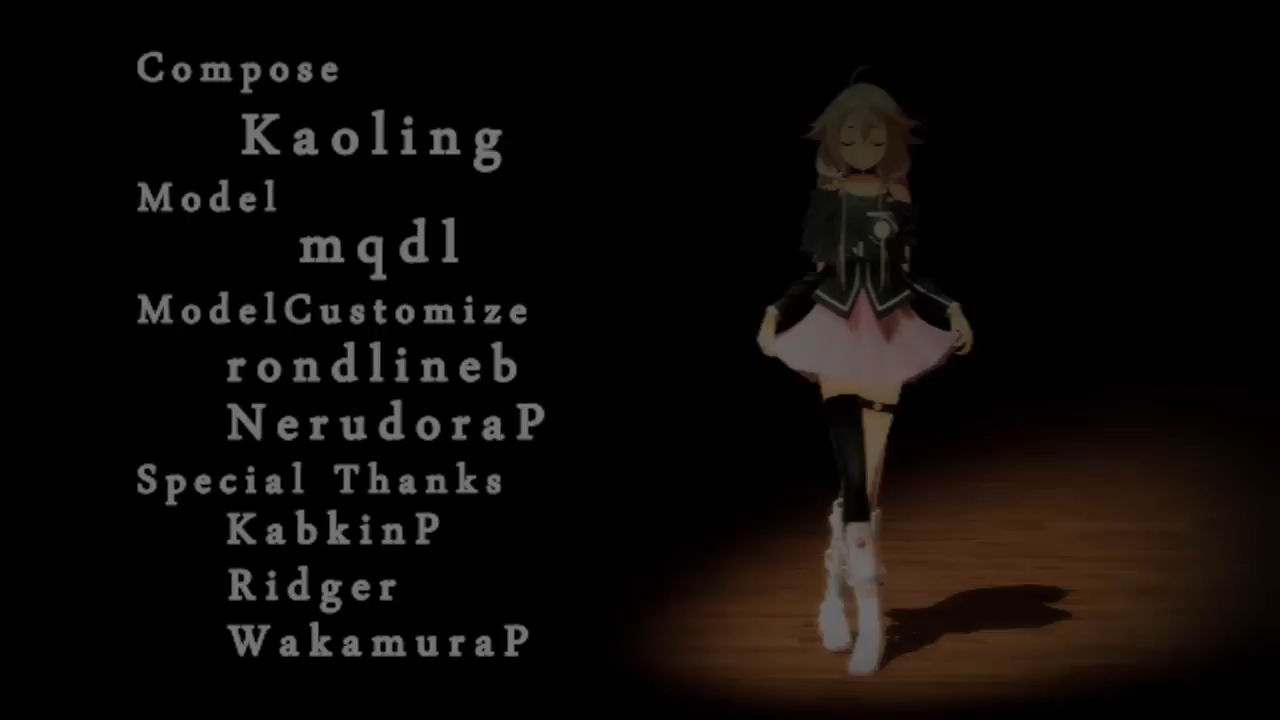 Compose
Kaoling
Model
mqdl
ModelCustomize
rondlineb
NerudoraP
Special Thanks
KabkinP
Ridger
WakamuraP